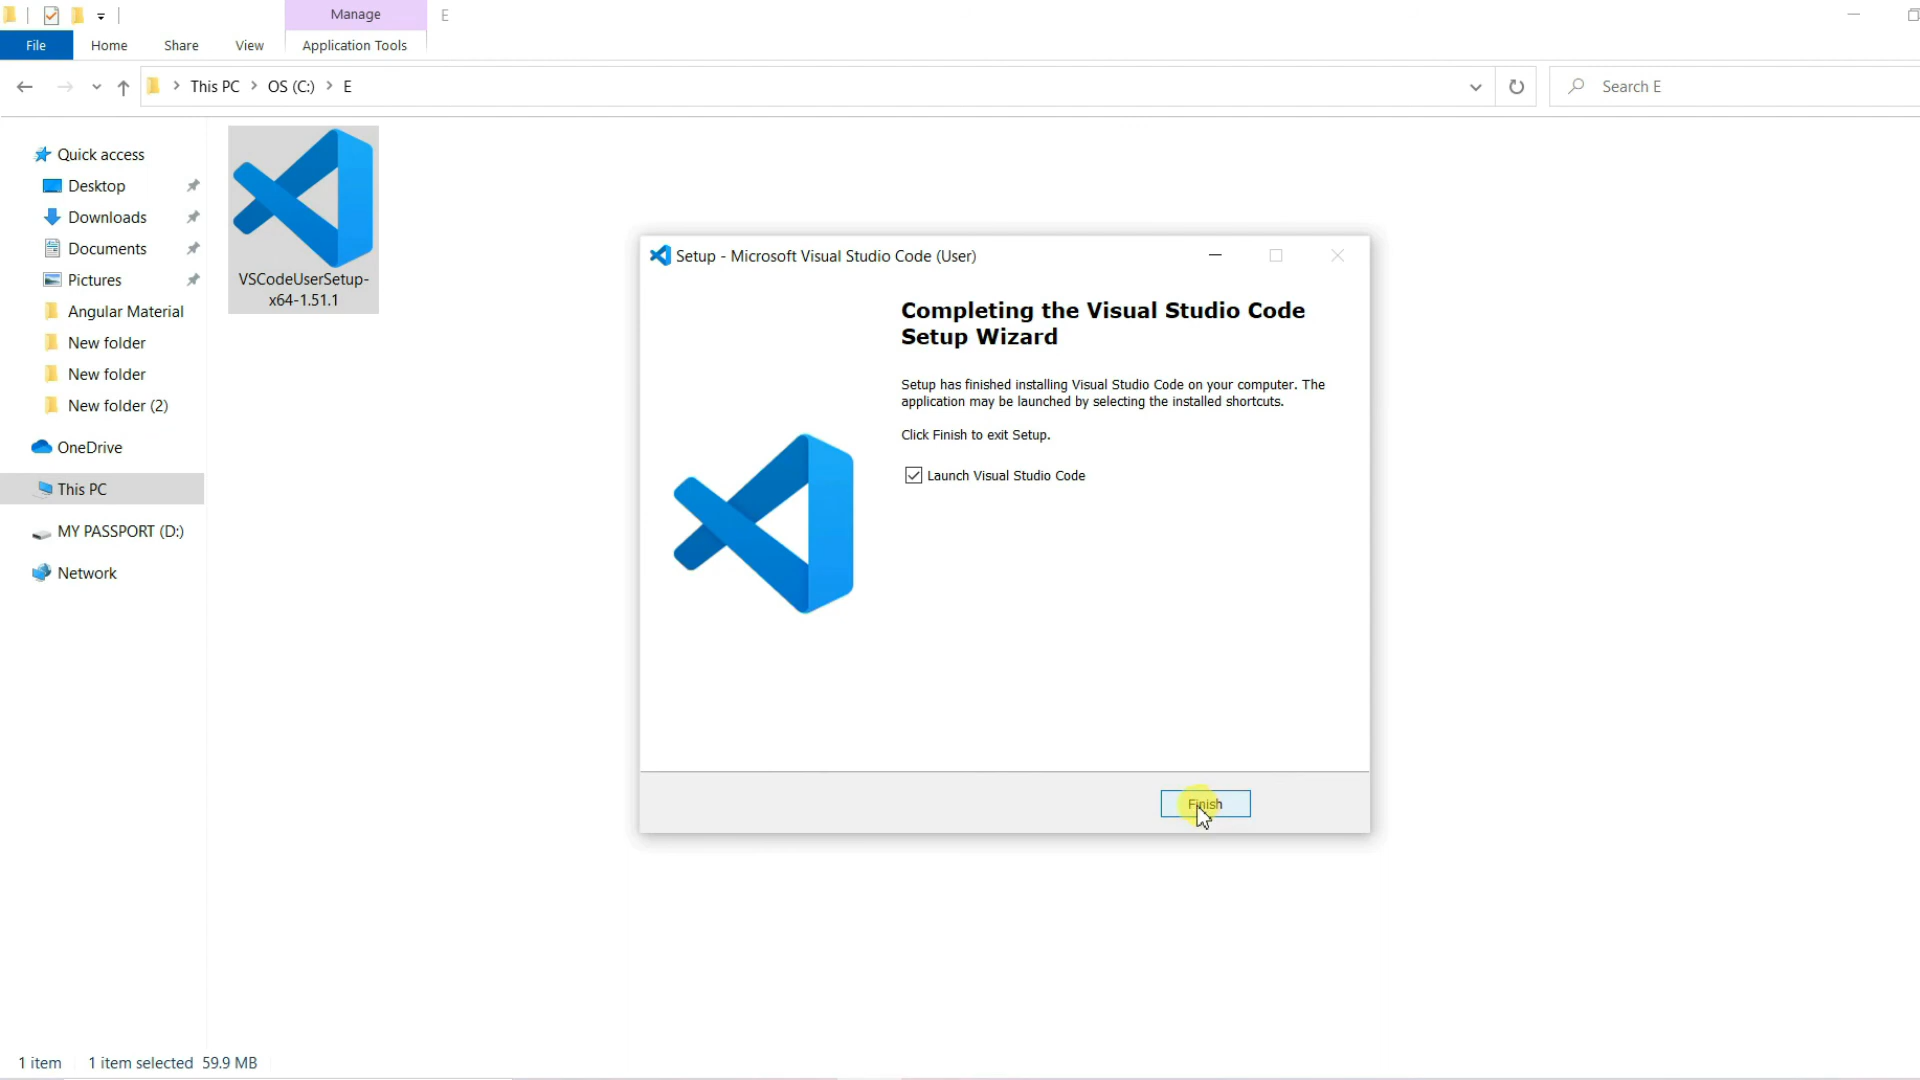 Manage
E
File
Home
Share
View
Application Tools
This PC
OS (C:)
E
Search E
Quick access
Desktop
Downloads
Documents
Pictures
Angular Material
New folder
New folder
New folder (2)
OneDrive
This PC
MY PASSPORT (D:)
Network
VSCodeUserSetup-
x64-1.51.1
Setup - Microsoft Visual Studio Code (User)
Completing the Visual Studio Code
Setup Wizard
Setup has finished installing Visual Studio Code on your computer. The
application may be launched by selecting the installed shortcuts.
Click Finish to exit Setup.
Launch Visual Studio Code
Finish
1 item
1 item selected 59.9 MB